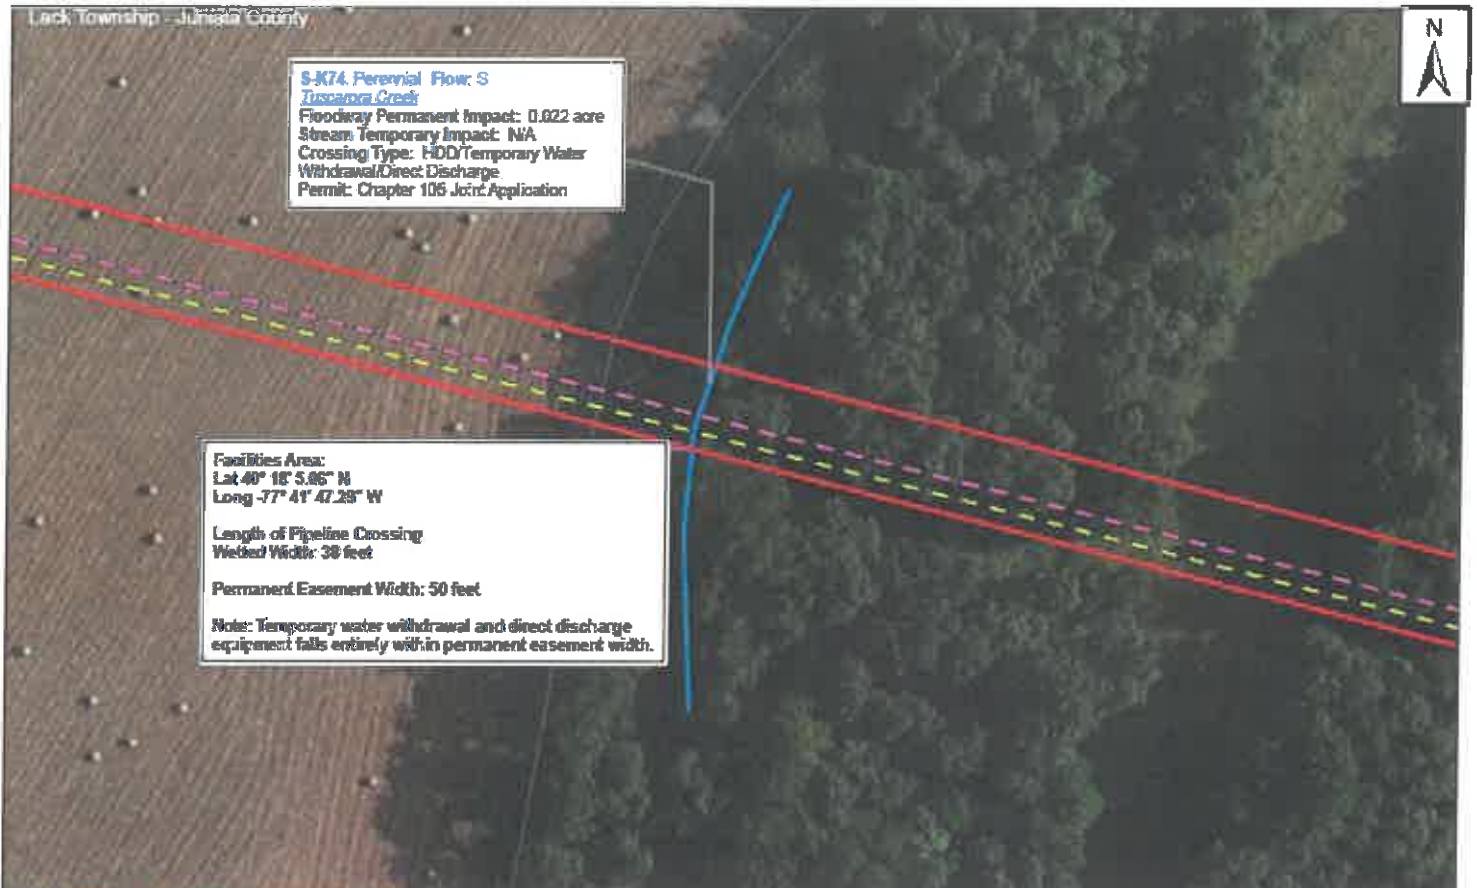 Lack Township - Juniata County
N
S-K74. Perennial Flow: S
Tuscarora Creek
Floodway Permanent Impact: 0.022 acre
Stream Temporary Impact: N/A
Crossing Type: HDD/Temporary Water
Withdrawal/Direct Discharge
Permit: Chapter 105 Joint Application
Facilities Area:
Lat 40° 18' N
Long -77° 41' 47.29" W
Length of Pipeline Crossing
Wetted Width: 38 feet
Permanent Easement Width: 50 feet
Note: Temporary water withdrawal and direct discharge
equipment falls entirely within permanent easement width.